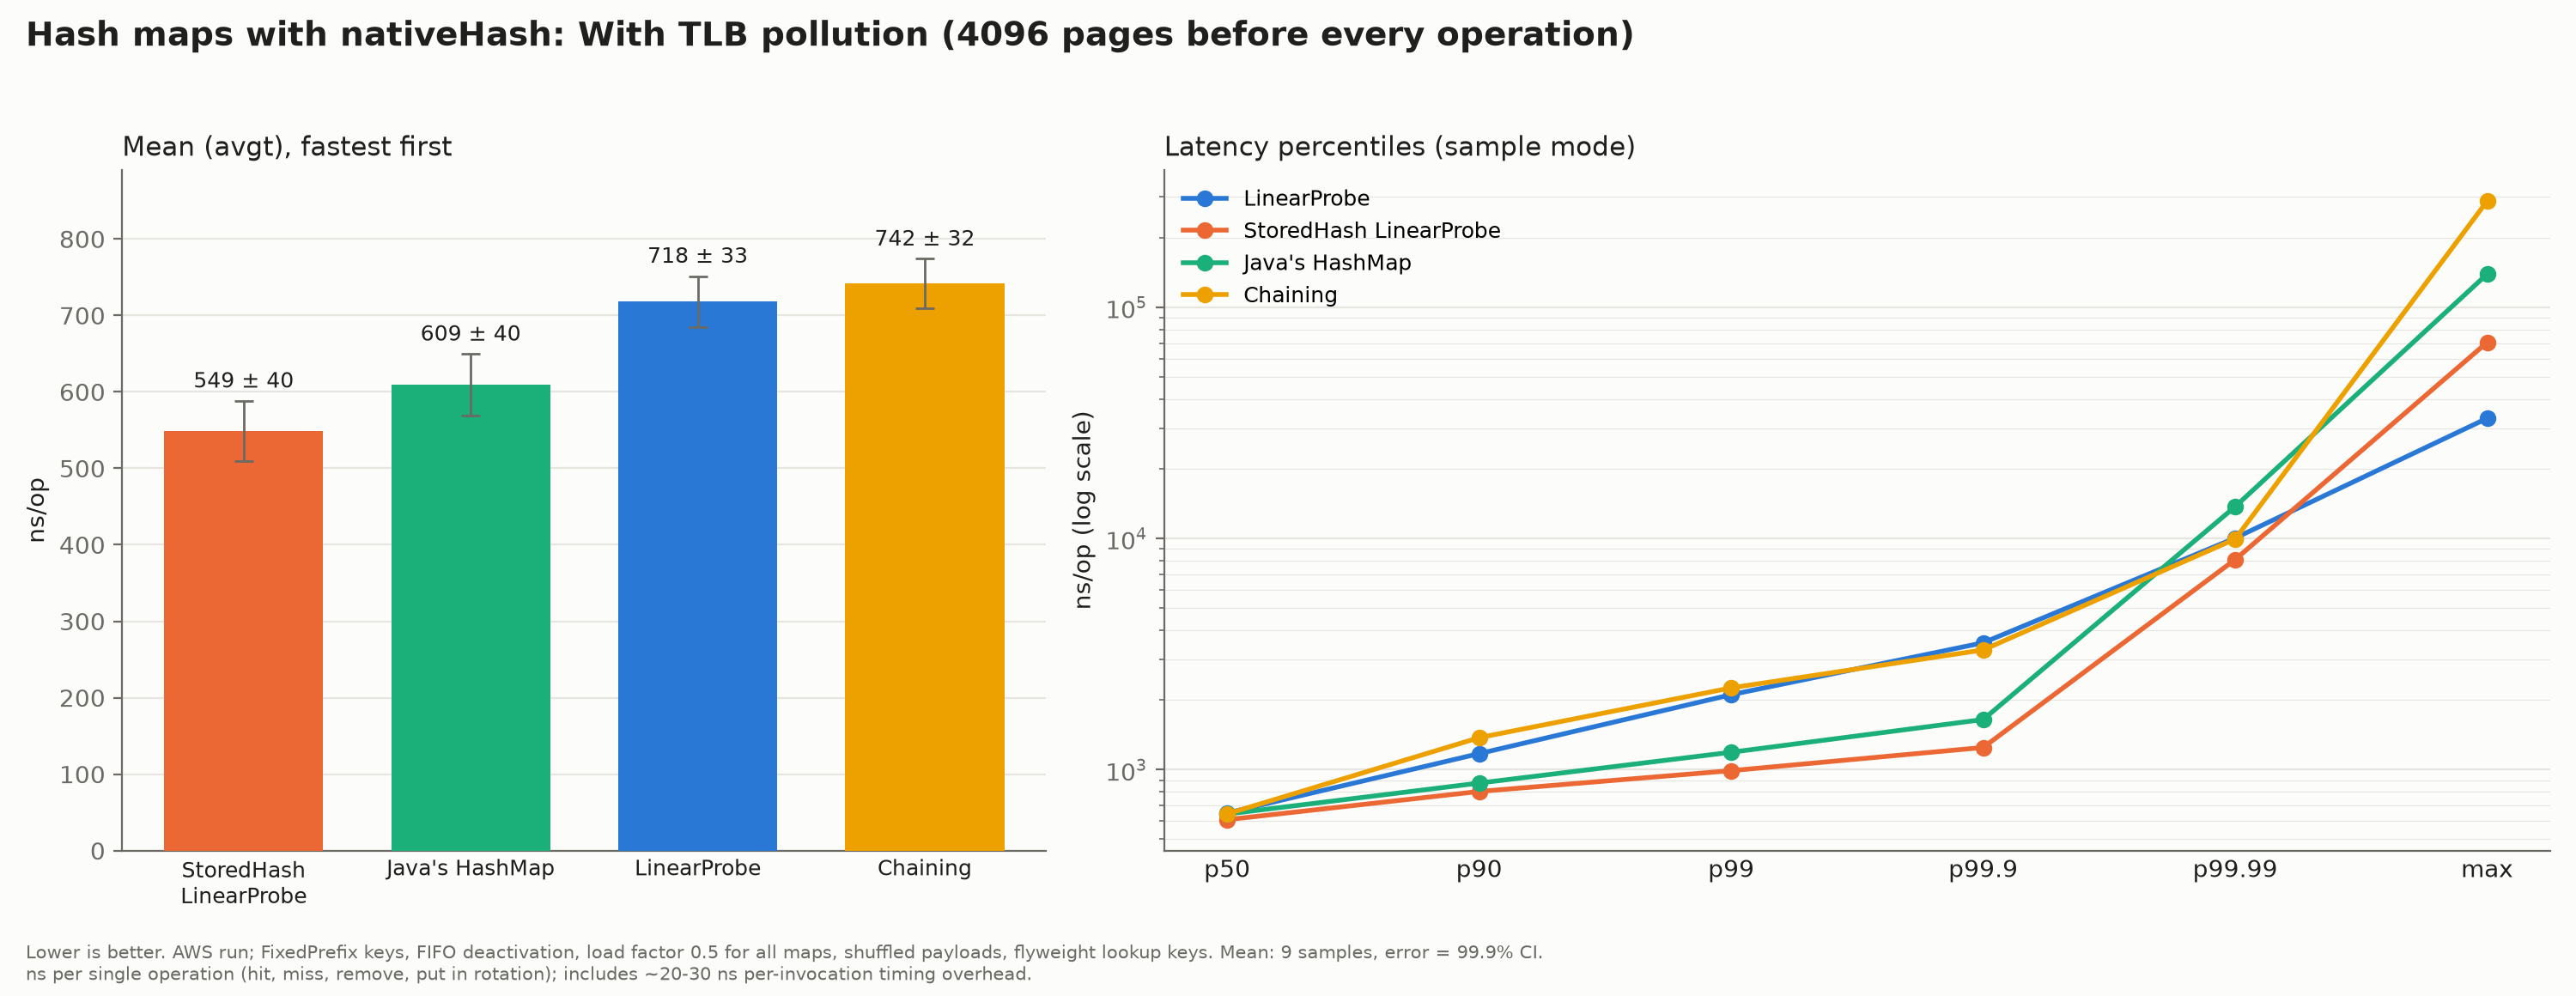 Hash maps with nativeHash: With TLB pollution (4096 pages before every operation)
Mean (avgt), fastest first
ns/op
800
700
600
500
400
300
200
100
0
549 ± 40
609 ± 40
718 ± 33
742 ± 32
StoredHash
LinearProbe
Java's HashMap
LinearProbe
Chaining
Latency percentiles (sample mode)
LinearProbe
StoredHash LinearProbe
Java's HashMap
Chaining
ns/op (log scale)
10⁵
10⁴
10³
p50
p90
p99
p99.9
p99.99
max
Lower is better. AWS run; FixedPrefix keys, FIFO deactivation, load factor 0.5 for all maps, shuffled payloads, flyweight lookup keys. Mean: 9 samples, error = 99.9% CI.
ns per single operation (hit, miss, remove, put in rotation); includes ~20-30 ns per-invocation timing overhead.